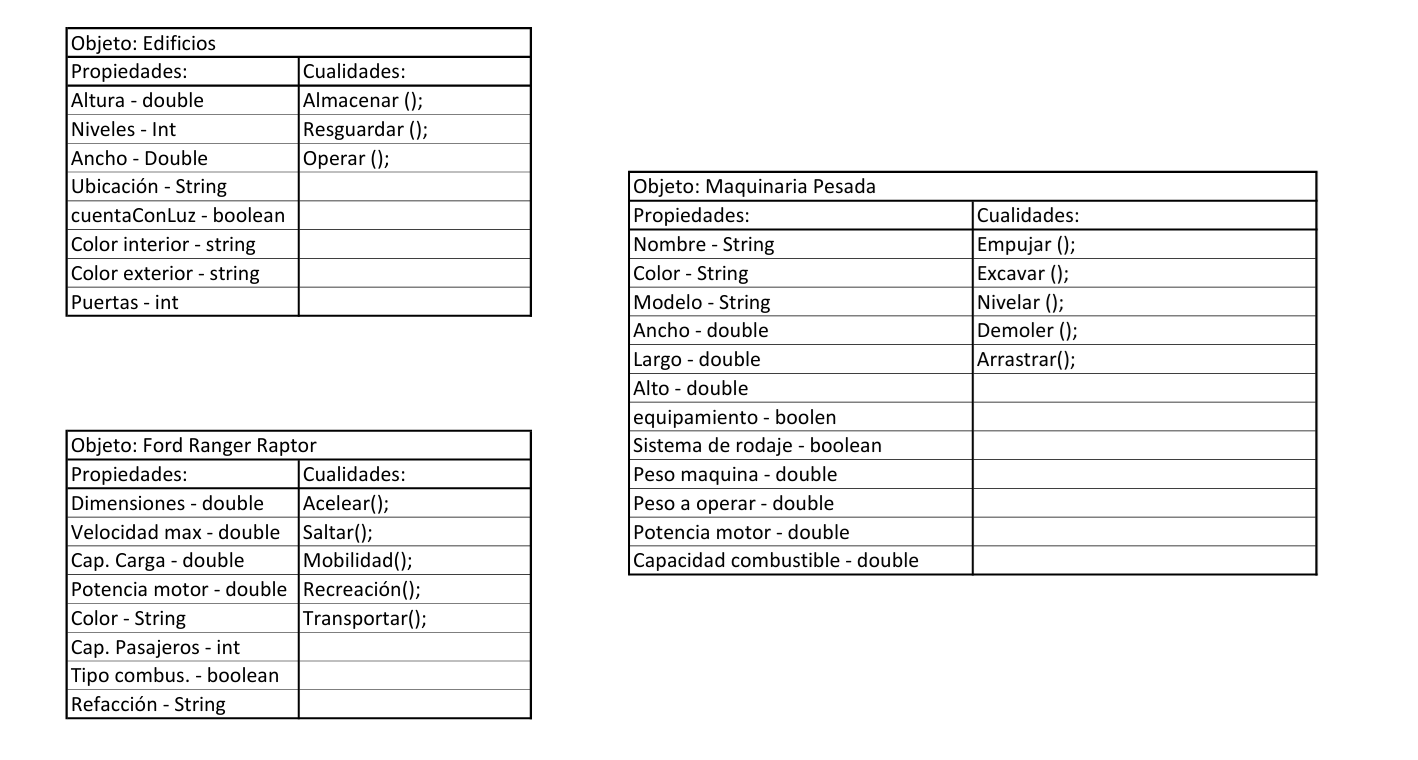 Objeto: Edificios
Propiedades: Cualidades:
Altura - double Almacenar ();
Niveles - Int Resguardar ();
Ancho - Double Operar ();
Ubicación - String
cuentaConLuz - boolean
Color interior - string
Color exterior - string
Puertas - int
Objeto: Ford Ranger Raptor
Propiedades: Cualidades:
Dimensiones - double Acelear();
Velocidad max - double Saltar();
Cap. Carga - double Mobilidad();
Potencia motor - double Recreación();
Color - String Transportar();
Cap. Pasajeros - int
Tipo combus. - boolean
Refacción - String
Objeto: Maquinaria Pesada
Propiedades: Cualidades:
Nombre - String Empujar ();
Color - String Excavar ();
Modelo - String Nivelar ();
Ancho - double Demoler ();
Largo - double Arrastrar();
Alto - double
equipamiento - boolen
Sistema de rodaje - boolean
Peso maquina - double
Peso a operar - double
Potencia motor - double
Capacidad combustible - double